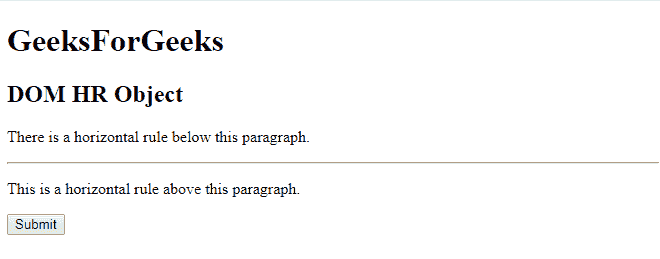 GeeksForGeeks
DOM HR Object
There is a horizontal rule below this paragraph.
This is a horizontal rule above this paragraph.
Submit